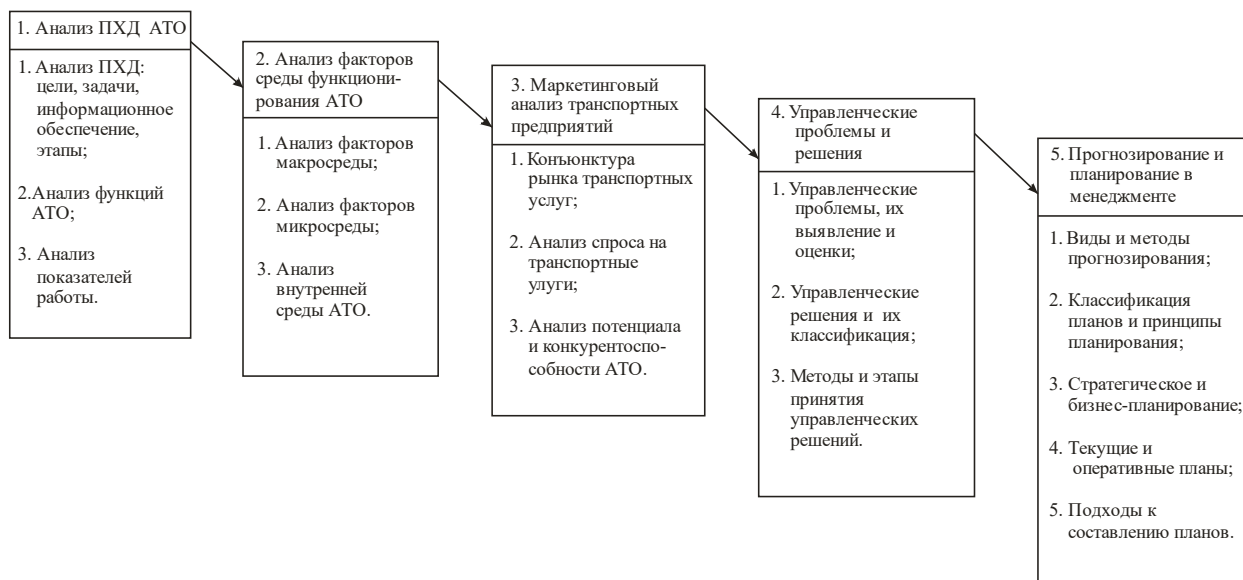 1. Анализ ПХД АТО
1. Анализ ПХД:
цели, задачи,
информационное
обеспечение,
этапы;
2.Анализ функций
АТО;
3. Анализ
показателей
работы.
2. Анализ факторов
среды функциони-
рования АТО
1. Анализ факторов
макросреды;
2. Анализ факторов
микросреды;
3. Анализ
внутренней
среды АТО.
3. Маркетинговый
анализ транспортных
предприятий
1. Конъюнктура
рынка транспортных
услуг;
2. Анализ спроса на
транспортные
улуги;
3. Анализ потенциала
и конкурентоспо-
собности АТО.
4. Управленческие
проблемы и
решения
1. Управленческие
проблемы, их
выявление и
оценки;
2. Управленческие
решения и их
классификация;
3. Методы и этапы
принятия
управленческих
решений.
5. Прогнозирование и
планирование в
менеджменте
1. Виды и методы
прогнозирования;
2. Классификация
планов и принципы
планирования;
3. Стратегическое и
бизнес-планирование;
4. Текущие и
оперативные планы;
5. Подходы к
составлению планов.